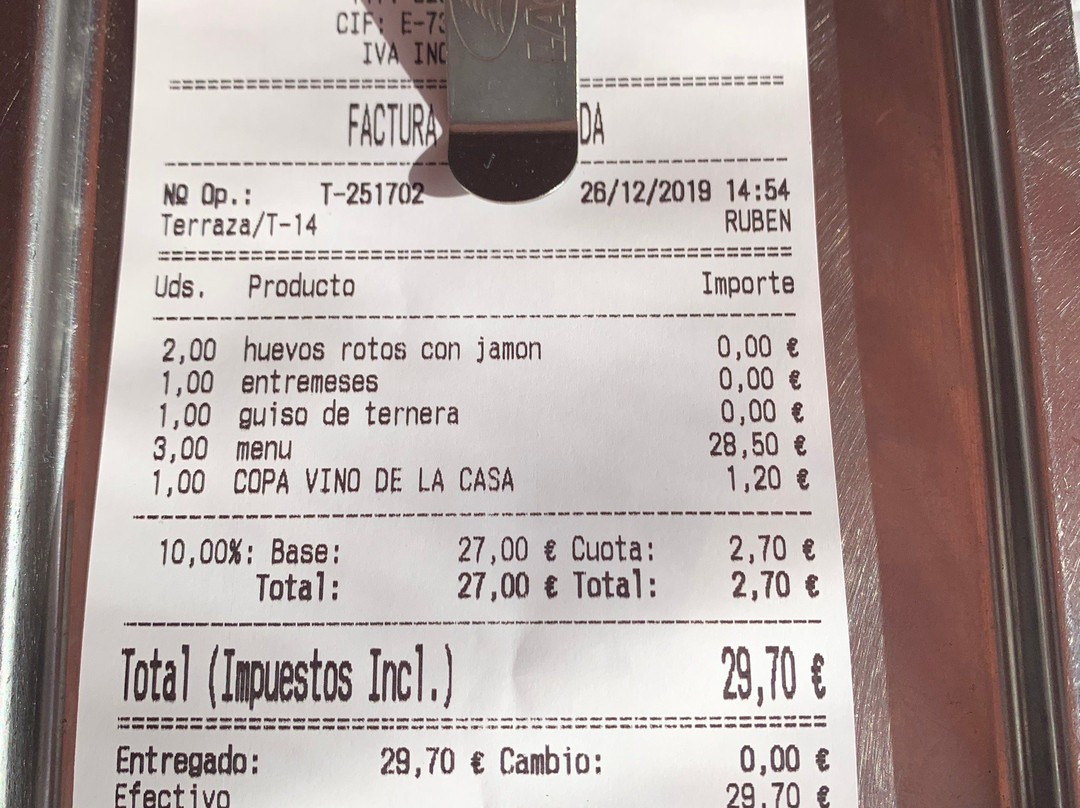 CIF: E-73
IVA INC
FACTURA DA
Nº Op.: T-251702 26/12/2019 14:54
Terraza/T-14 RUBEN
Uds. Producto Importe
2,00 huevos rotos con jamon 0,00 €
1,00 entremeses 0,00 €
1,00 guiso de ternera 0,00 €
3,00 menu 28,50 €
1,00 COPA VINO DE LA CASA 1,20 €
10,00%: Base: 27,00 € Cuota: 2,70 €
Total: 27,00 € Total: 2,70 €
Total (Impuestos Incl.) 29,70 €
Entregado: 29,70 € Cambio: 0,00 €
Efectivo 29,70 €